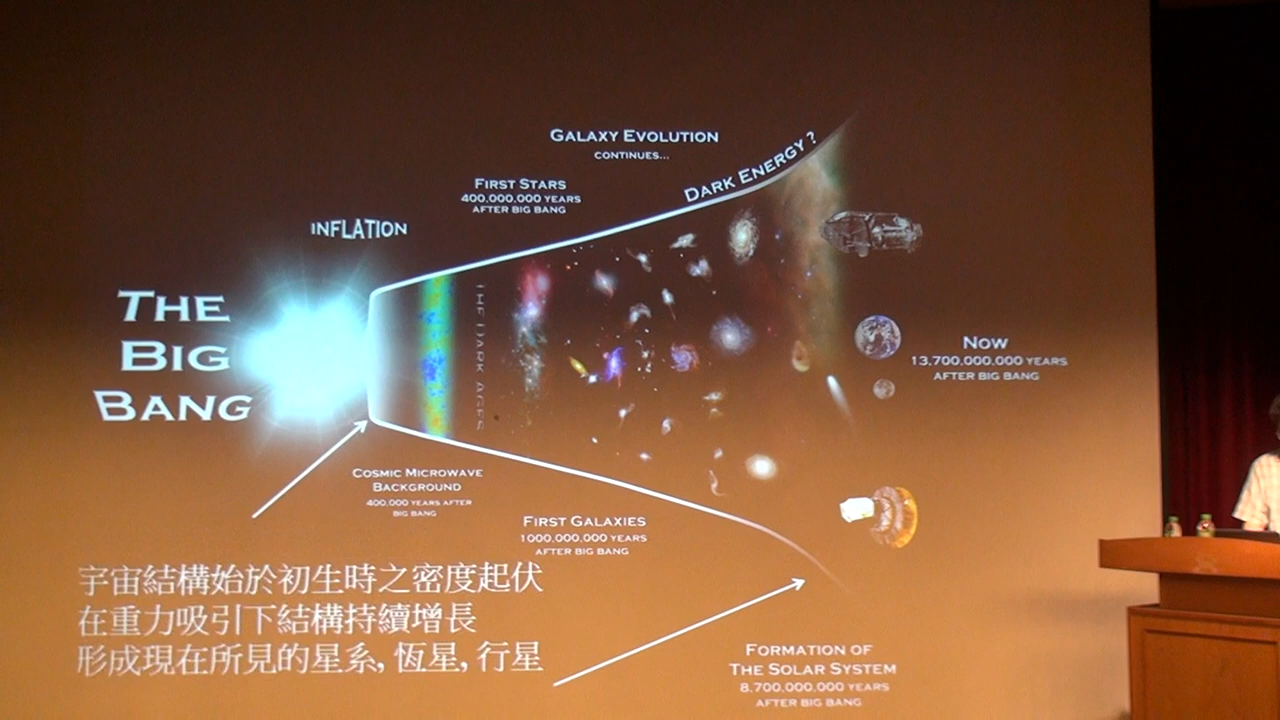 GALAXY EVOLUTION
CONTINUES...
DARK ENERGY ?
FIRST STARS
400,000,000 YEARS
AFTER BIG BANG
INFLATION
THE
BIG
BANG
THE DARK AGES
NOW
13,700,000,000 YEARS
AFTER BIG BANG
COSMIC MICROWAVE
BACKGROUND
400,000 YEARS AFTER
BIG BANG
FIRST GALAXIES
1000,000,000 YEARS
AFTER BIG BANG
宇宙結構始於初生時之密度起伏
在重力吸引下結構持續增長
形成現在所見的星系, 恆星, 行星
FORMATION OF
THE SOLAR SYSTEM
8,700,000,000 YEARS
AFTER BIG BANG